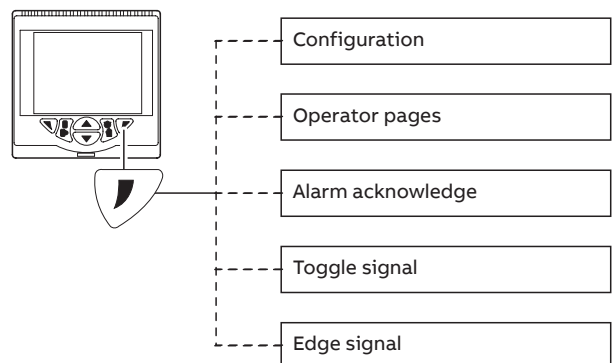 Configuration
Operator pages
Alarm acknowledge
Toggle signal
Edge signal